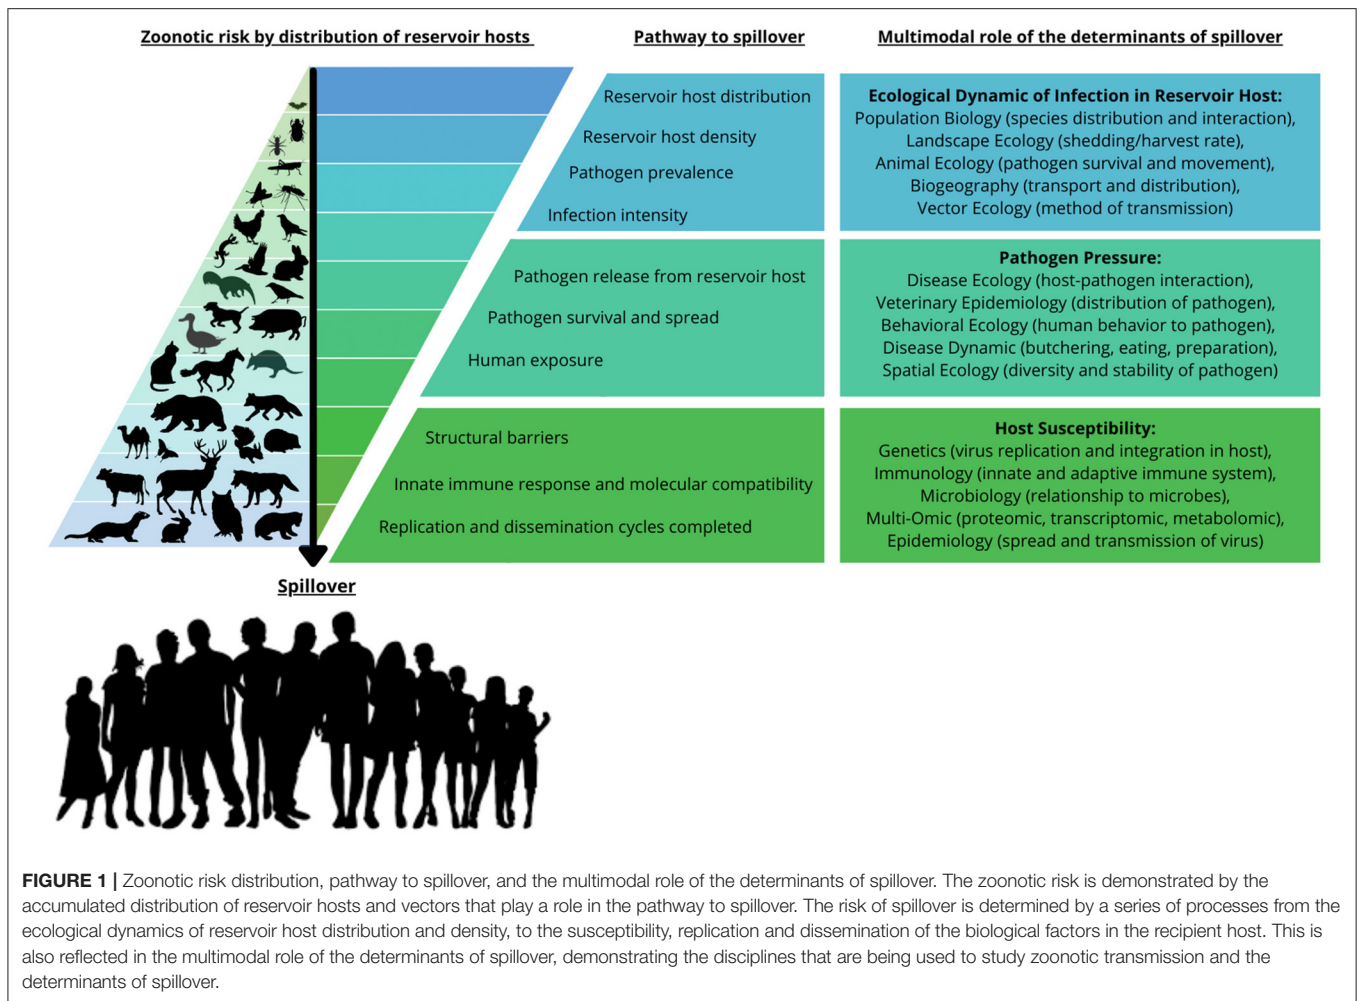 Zoonotic risk by distribution of reservoir hosts
Pathway to spillover
Multimodal role of the determinants of spillover
Reservoir host distribution
Reservoir host density
Pathogen prevalence
Infection intensity
Ecological Dynamic of Infection in Reservoir Host:
Population Biology (species distribution and interaction),
Landscape Ecology (shedding/harvest rate),
Animal Ecology (pathogen survival and movement),
Biogeography (transport and distribution),
Vector Ecology (method of transmission)
Pathogen release from reservoir host
Pathogen survival and spread
Human exposure
Pathogen Pressure:
Disease Ecology (host-pathogen interaction),
Veterinary Epidemiology (distribution of pathogen),
Behavioral Ecology (human behavior to pathogen),
Disease Dynamic (butchering, eating, preparation),
Spatial Ecology (diversity and stability of pathogen)
Structural barriers
Innate immune response and molecular compatibility
Replication and dissemination cycles completed
Host Susceptibility:
Genetics (virus replication and integration in host),
Immunology (innate and adaptive immune system),
Microbiology (relationship to microbes),
Multi-Omic (proteomic, transcriptomic, metabolomic),
Epidemiology (spread and transmission of virus)
Spillover
FIGURE 1 | Zoonotic risk distribution, pathway to spillover, and the multimodal role of the determinants of spillover. The zoonotic risk is demonstrated by the
accumulated distribution of reservoir hosts and vectors that play a role in the pathway to spillover. The risk of spillover is determined by a series of processes from the
ecological dynamics of reservoir host distribution and density, to the susceptibility, replication and dissemination of the biological factors in the recipient host. This is
also reflected in the multimodal role of the determinants of spillover, demonstrating the disciplines that are being used to study zoonotic transmission and the
determinants of spillover.